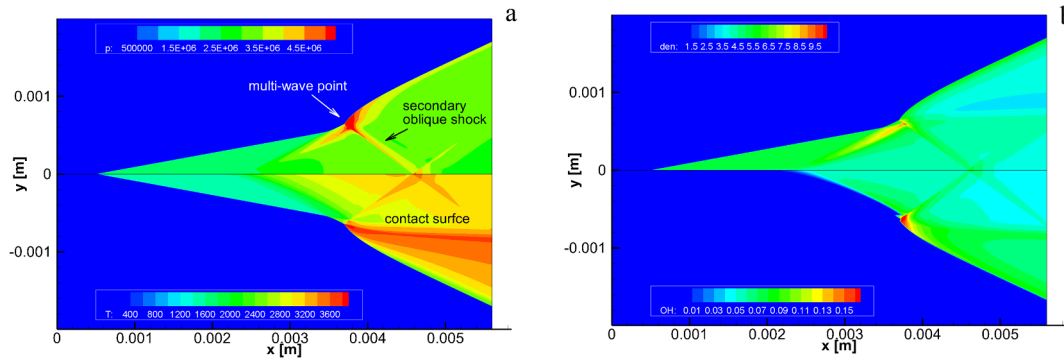 a
p: 500000 1.5E+06 2.5E+06 3.5E+06 4.5E+06
multi-wave point
secondary
oblique shock
contact surfce
0.001
0
-0.001
y [m]
T: 400 800 1200 1600 2000 2400 2800 3200 3600
0 0.001 0.002 0.003 0.004 0.005
x [m]
b
den: 1.5 2.5 3.5 4.5 5.5 6.5 7.5 8.5 9.5
0.001
0
-0.001
y [m]
OH: 0.01 0.03 0.05 0.07 0.09 0.11 0.13 0.15
0 0.001 0.002 0.003 0.004 0.005
x [m]